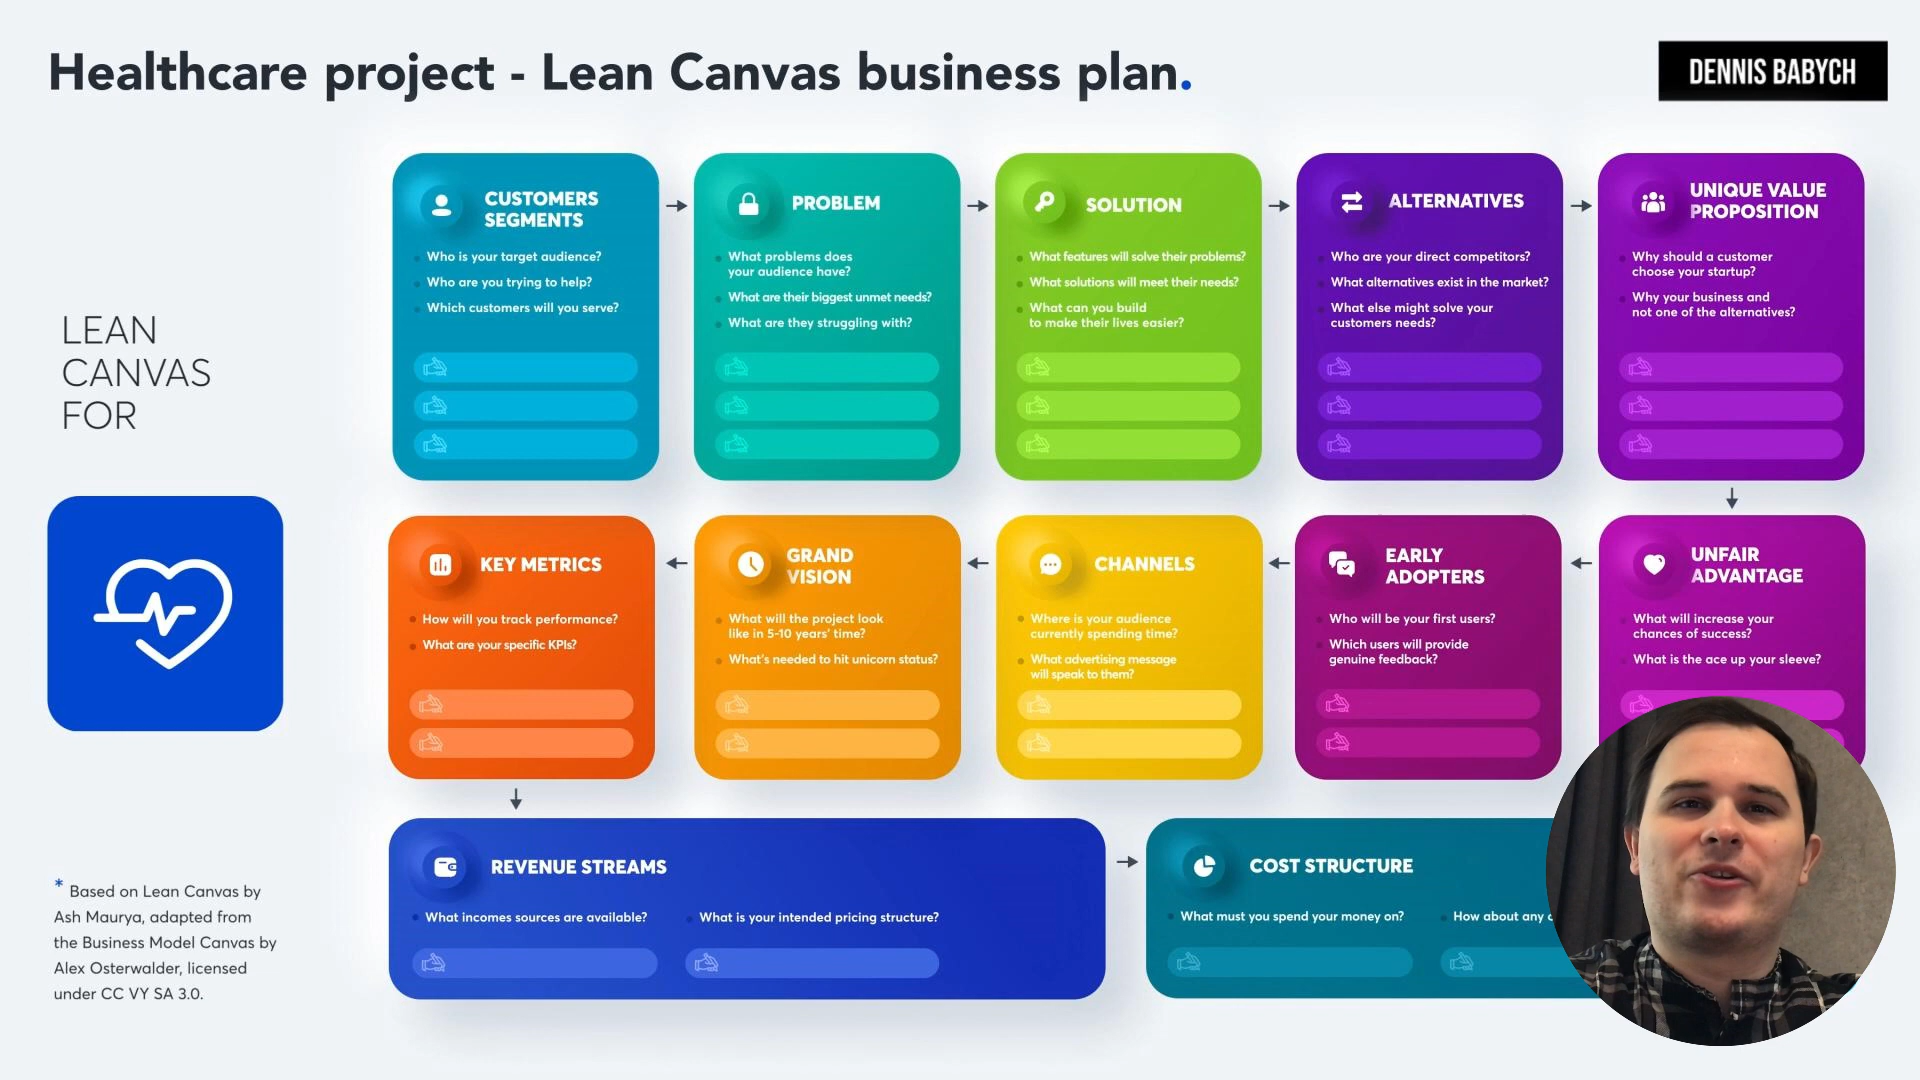 Healthcare project - Lean Canvas business plan.
DENNIS BABYCH
LEAN
CANVAS
FOR
* Based on Lean Canvas by
Ash Maurya, adapted from
the Business Model Canvas by
Alex Osterwalder, licensed
under CC VY SA 3.0.
CUSTOMERS
SEGMENTS
Who is your target audience?
Who are you trying to help?
Which customers will you serve?
PROBLEM
What problems does
your audience have?
What are their biggest unmet needs?
What are they struggling with?
SOLUTION
What features will solve their problems?
What solutions will meet their needs?
What can you build
to make their lives easier?
ALTERNATIVES
Who are your direct competitors?
What alternatives exist in the market?
What else might solve your
customers needs?
UNIQUE VALUE
PROPOSITION
Why should a customer
choose your startup?
Why your business and
not one of the alternatives?
UNFAIR
ADVANTAGE
What will increase your
chances of success?
What is the ace up your sleeve?
EARLY
ADOPTERS
Who will be your first users?
Which users will provide
genuine feedback?
CHANNELS
Where is your audience
currently spending time?
What advertising message
will speak to them?
GRAND
VISION
What will the project look
like in 5-10 years' time?
What's needed to hit unicorn status?
KEY METRICS
How will you track performance?
What are your specific KPIs?
REVENUE STREAMS
What incomes sources are available?
What is your intended pricing structure?
COST STRUCTURE
What must you spend your money on?
How about any